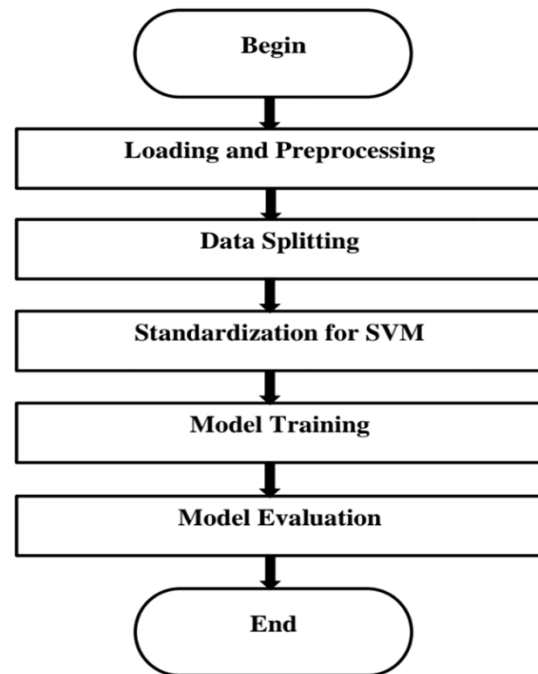 Begin
Loading and Preprocessing
Data Splitting
Standardization for SVM
Model Training
Model Evaluation
End